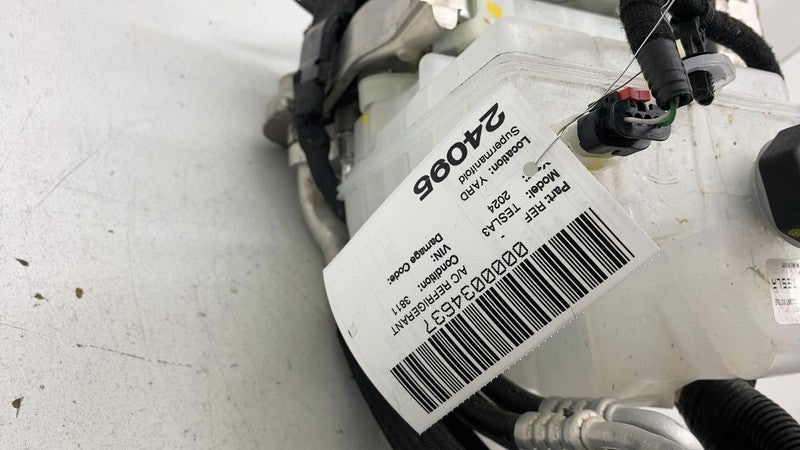 0000034637
Part: REF - A/C REFRIGERANT
Model: TESLA3 Condition: 3811
Year: 2024 VIN:
Location: YARD Damage Code:
Supermanifold
24095